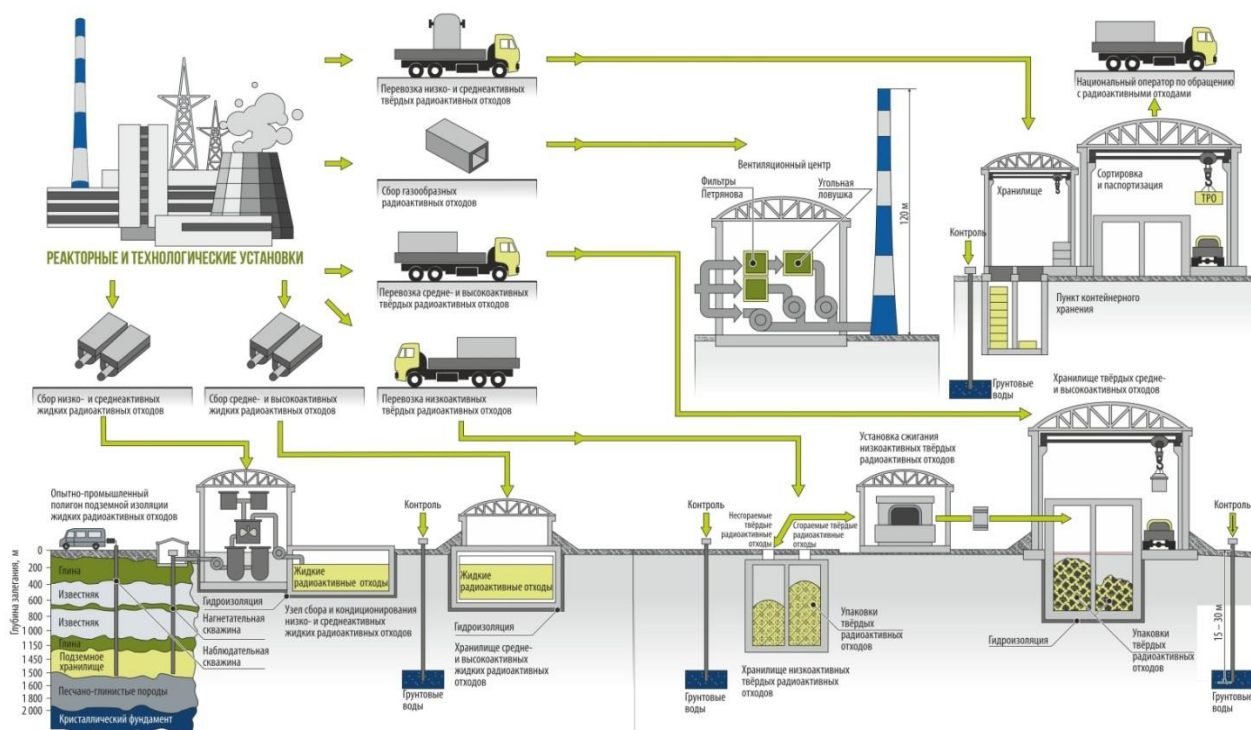 Перевозка низко- и среднеактивных
твёрдых радиоактивных отходов
Национальный оператор по обращению
с радиоактивными отходами
Сбор газообразных
радиоактивных отходов
Вентиляционный центр
Фильтры
Петрянова
Угольная
ловушка
120 м
Хранилище
Сортировка
и паспортизация
ТРО
Контроль
Пункт контейнерного
хранения
Грунтовые
воды
РЕАКТОРНЫЕ И ТЕХНОЛОГИЧЕСКИЕ УСТАНОВКИ
Перевозка средне- и высокоактивных
твёрдых радиоактивных отходов
Сбор низко- и среднеактивных
жидких радиоактивных отходов
Сбор средне- и высокоактивных
жидких радиоактивных отходов
Перевозка низкоактивных
твёрдых радиоактивных отходов
Хранилище твёрдых средне-
и высокоактивных отходов
Установка сжигания
низкоактивных твёрдых
радиоактивных отходов
Опытно-промышленный
полигон подземной изоляции
жидких радиоактивных отходов
Контроль
Контроль
Несгораемые твёрдые
радиоактивные
отходы
Сгораемые твёрдые
радиоактивные
отходы
Контроль
Глубина залегания, м
0
200
400
600
800
1 000
1 150
1 450
1 500
1 600
1 800
2 000
Глина
Известняк
Известняк
Глина
Подземное
хранилище
Песчано-глинистые породы
Кристаллический фундамент
Жидкие
радиоактивные отходы
Гидроизоляция
Нагнетательная
скважина
Наблюдательная
скважина
Узел сбора и кондиционирования
низко- и среднеактивных
жидких радиоактивных отходов
Грунтовые
воды
Жидкие
радиоактивные отходы
Гидроизоляция
Хранилище средне-
и высокоактивных
жидких радиоактивных
отходов
Грунтовые
воды
Упаковки
твёрдых
радиоактивных
отходов
Хранилище низкоактивных
твёрдых радиоактивных
отходов
Гидроизоляция
Упаковки
твёрдых
радиоактивных
отходов
15 – 30 м
Грунтовые
воды